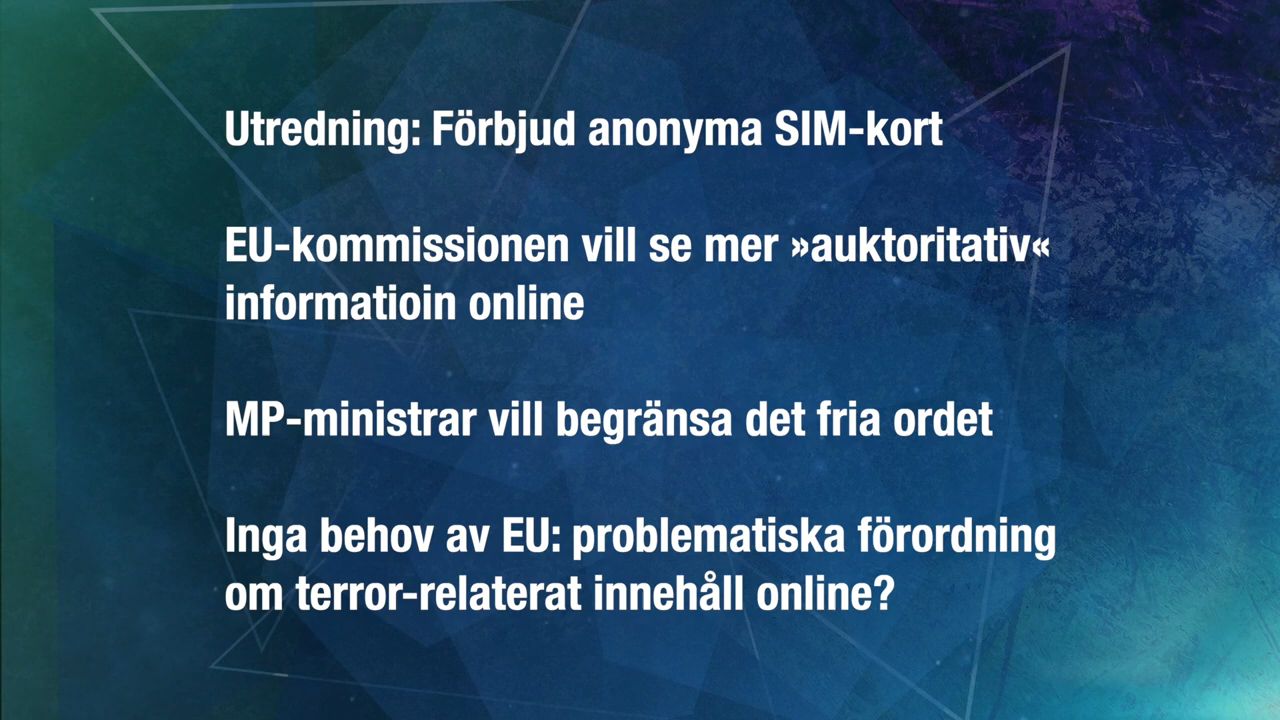 Utredning: Förbjud anonyma SIM-kort
EU-kommissionen vill se mer »auktoritativ«
informatioin online
MP-ministrar vill begränsa det fria ordet
Inga behov av EU: problematiska förordning
om terror-relaterat innehåll online?